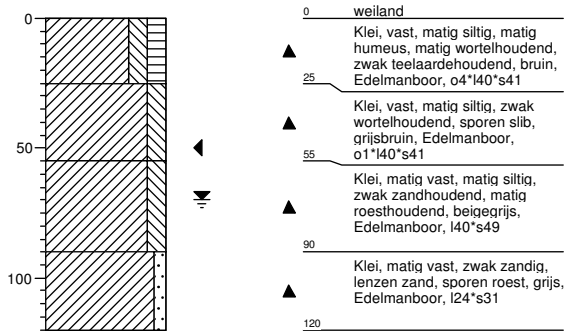 0
50
100
0 weiland
Klei, vast, matig siltig, matig
humeus, matig wortelhoudend,
zwak teelaardehoudend, bruin,
Edelmanboor, o4*l40*s41
25
Klei, vast, matig siltig, zwak
wortelhoudend, sporen slib,
grijsbruin, Edelmanboor,
o1*l40*s41
55
Klei, matig vast, matig siltig,
zwak zandhoudend, matig
roesthoudend, beigegrijs,
Edelmanboor, l40*s49
90
Klei, matig vast, zwak zandig,
lenzen zand, sporen roest, grijs,
Edelmanboor, l24*s31
120